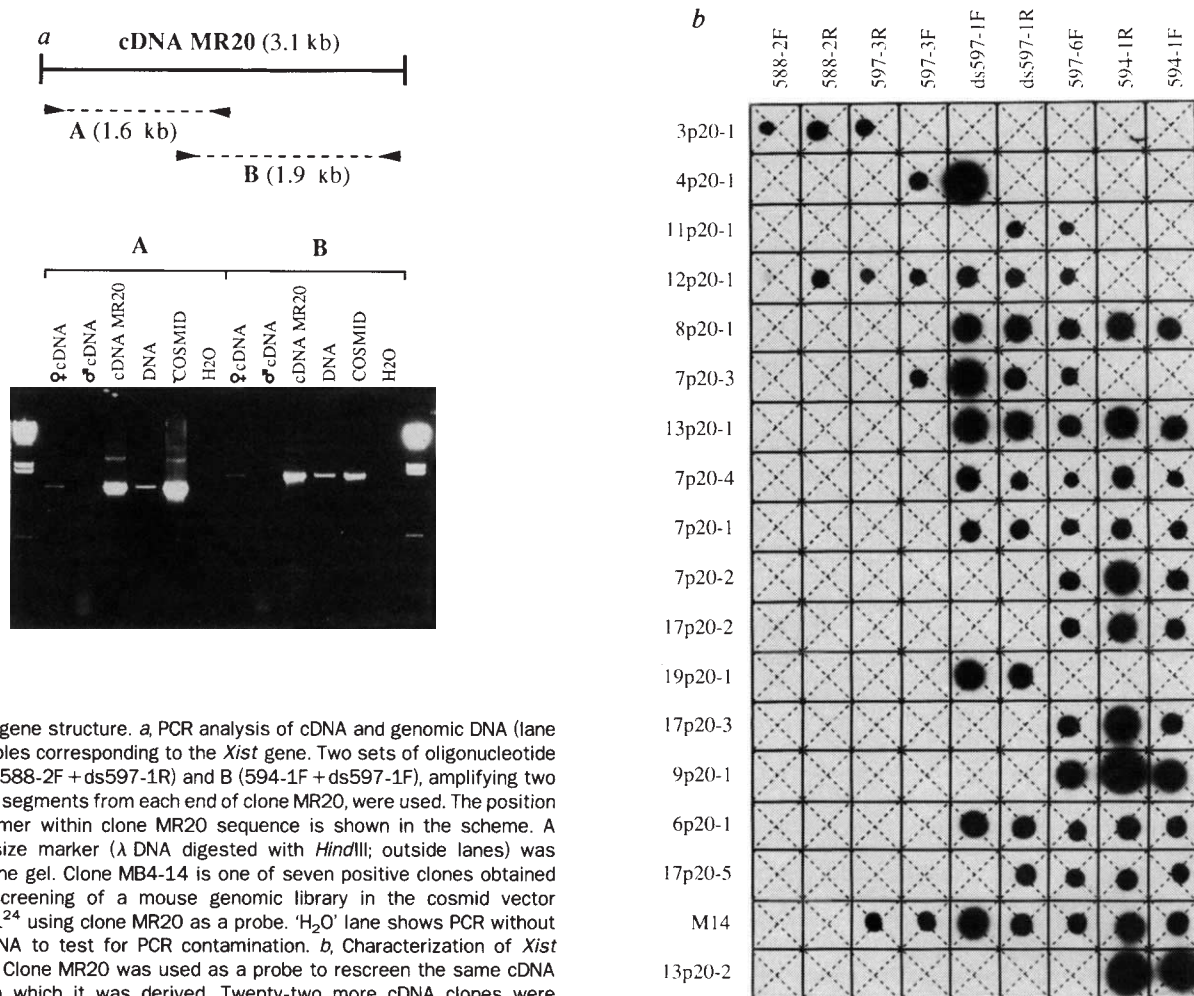 a
cDNA MR20 (3.1 kb)
A (1.6 kb)
B (1.9 kb)
A
B
♀cDNA
♂cDNA
cDNA MR20
DNA
COSMID
H2O
♀cDNA
♂cDNA
cDNA MR20
DNA
COSMID
H2O
gene structure. a, PCR analysis of cDNA and genomic DNA (lane
ples corresponding to the Xist gene. Two sets of oligonucleotide
588-2F + ds597-1R) and B (594-1F + ds597-1F), amplifying two
segments from each end of clone MR20, were used. The position
mer within clone MR20 sequence is shown in the scheme. A
size marker (λ DNA digested with HindIII; outside lanes) was
ne gel. Clone MB4-14 is one of seven positive clones obtained
creening of a mouse genomic library in the cosmid vector
24 using clone MR20 as a probe. 'H2O' lane shows PCR without
NA to test for PCR contamination. b, Characterization of Xist
Clone MR20 was used as a probe to rescreen the same cDNA
which it was derived. Twenty-two more cDNA clones were
b
588-2F
588-2R
597-3R
597-3F
ds597-1F
ds597-1R
597-6F
594-1R
594-1F
3p20-1
4p20-1
11p20-1
12p20-1
8p20-1
7p20-3
13p20-1
7p20-4
7p20-1
7p20-2
17p20-2
19p20-1
17p20-3
9p20-1
6p20-1
17p20-5
M14
13p20-2